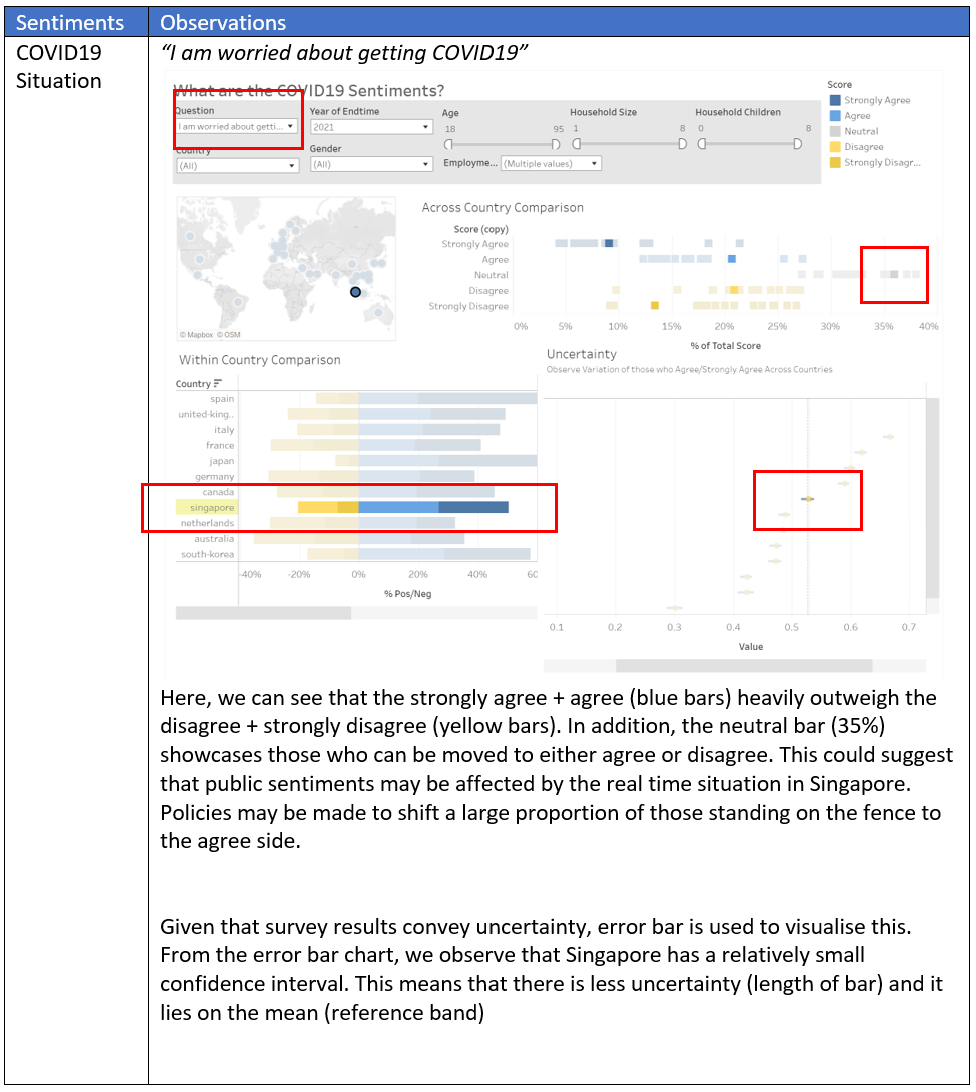 Sentiments
Observations
COVID19
Situation
“I am worried about getting COVID19”
What are the COVID19 Sentiments?
Question
I am worried about getti...
Year of Endtime
2021
Age
18
95
Household Size
1
8
Household Children
0
8
Country
(All)
Gender
(All)
Employme...
(Multiple values)
Score
Strongly Agree
Agree
Neutral
Disagree
Strongly Disagr...
© Mapbox © OSM
Across Country Comparison
Score (copy)
Strongly Agree
Agree
Neutral
Disagree
Strongly Disagree
0%
5%
10%
15%
20%
25%
30%
35%
40%
% of Total Score
Within Country Comparison
Country
spain
united-king..
italy
france
japan
germany
canada
singapore
netherlands
australia
south-korea
-40%
-20%
0%
20%
40%
60
% Pos/Neg
Uncertainty
Observe Variation of those who Agree/Strongly Agree Across Countries
0.1
0.2
0.3
0.4
0.5
0.6
0.7
Value
Here, we can see that the strongly agree + agree (blue bars) heavily outweigh the
disagree + strongly disagree (yellow bars). In addition, the neutral bar (35%)
showcases those who can be moved to either agree or disagree. This could suggest
that public sentiments may be affected by the real time situation in Singapore.
Policies may be made to shift a large proportion of those standing on the fence to
the agree side.
Given that survey results convey uncertainty, error bar is used to visualise this.
From the error bar chart, we observe that Singapore has a relatively small
confidence interval. This means that there is less uncertainty (length of bar) and it
lies on the mean (reference band)